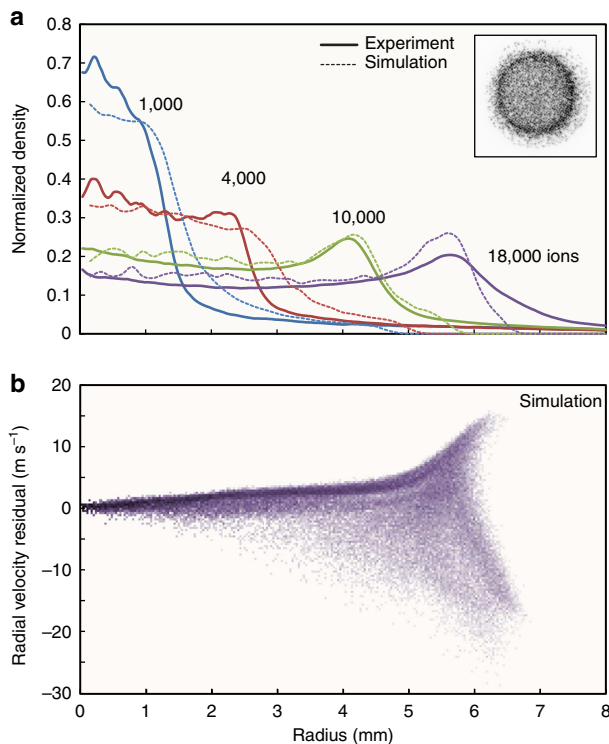 a
0.8
0.7
0.6
0.5
0.4
0.3
0.2
0.1
0
Normalized density
Experiment
Simulation
1,000
4,000
10,000
18,000 ions
b
20
10
0
–10
–20
–30
Radial velocity residual (m s⁻¹)
Simulation
0 1 2 3 4 5 6 7 8
Radius (mm)